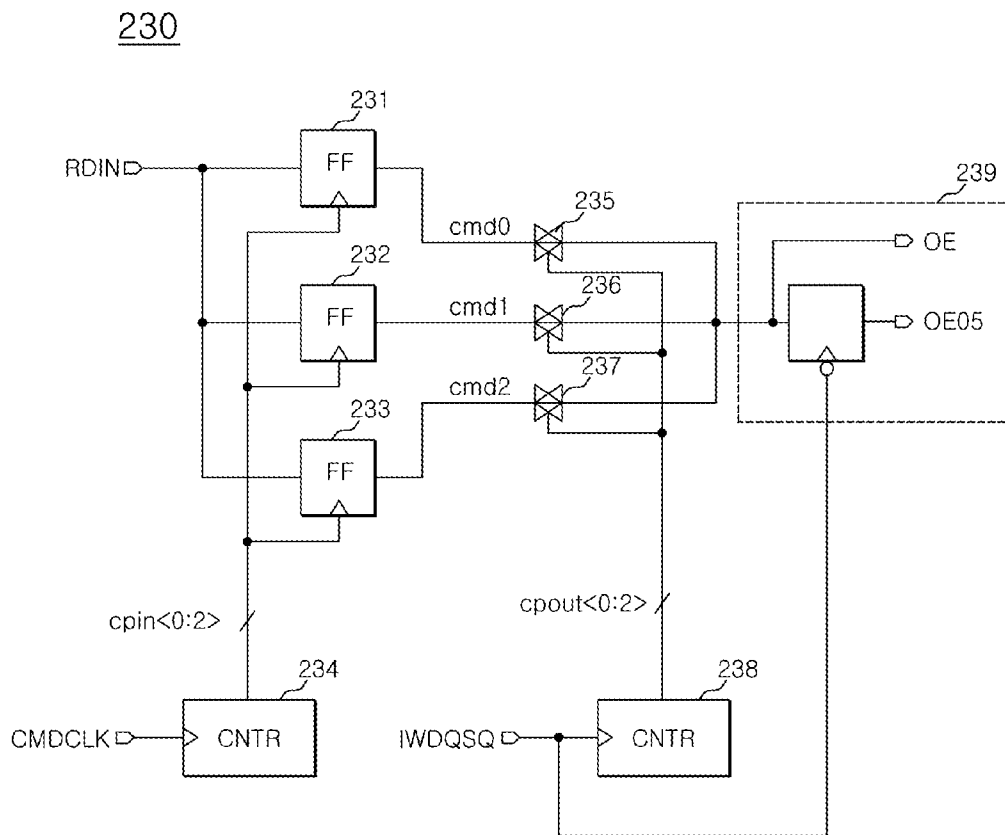 230
231
RDIN
FF
239
235
cmd0
OE
232
236
FF
cmd1
OE05
237
233
cmd2
FF
cpin<0:2>
cpout<0:2>
234
238
CMDCLK
CNTR
IWDQSQ
CNTR